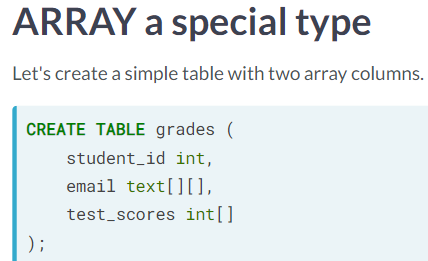 ARRAY a special type
Let's create a simple table with two array columns.
CREATE TABLE grades (
    student_id int,
    email text[][],
    test_scores int[]
);